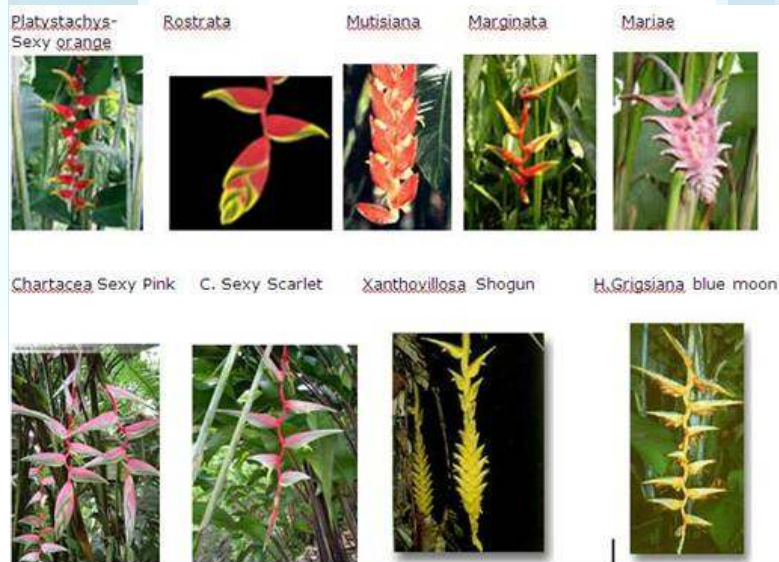 Platystachys- Rostrata Mutisiana Marginata Mariae
Sexy orange
Chartacea Sexy Pink C. Sexy Scarlet Xanthovillosa Shogun H.Grigsiana blue moon